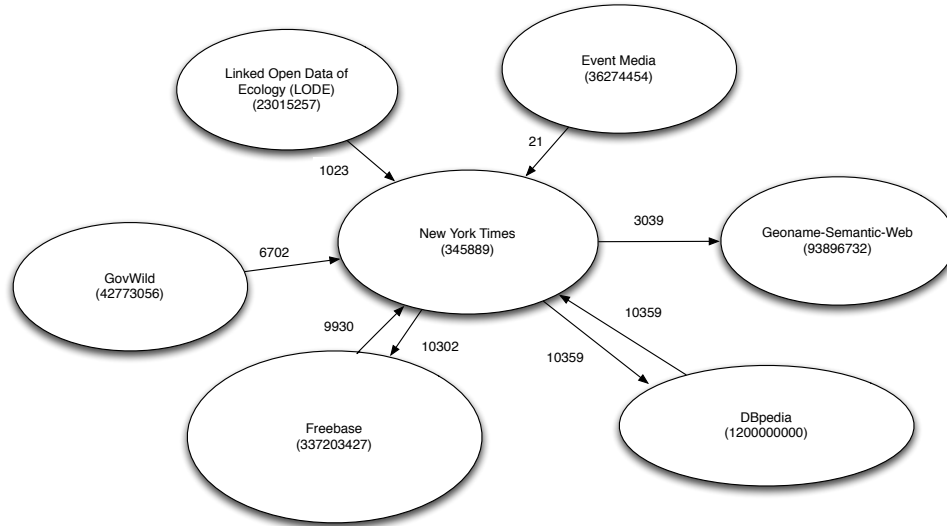 Linked Open Data of
Ecology (LODE)
(23015257)
Event Media
(36274454)
1023
21
New York Times
(345889)
3039
Geoname-Semantic-Web
(93896732)
GovWild
(42773056)
6702
9930
10302
10359
10359
Freebase
(337203427)
DBpedia
(1200000000)